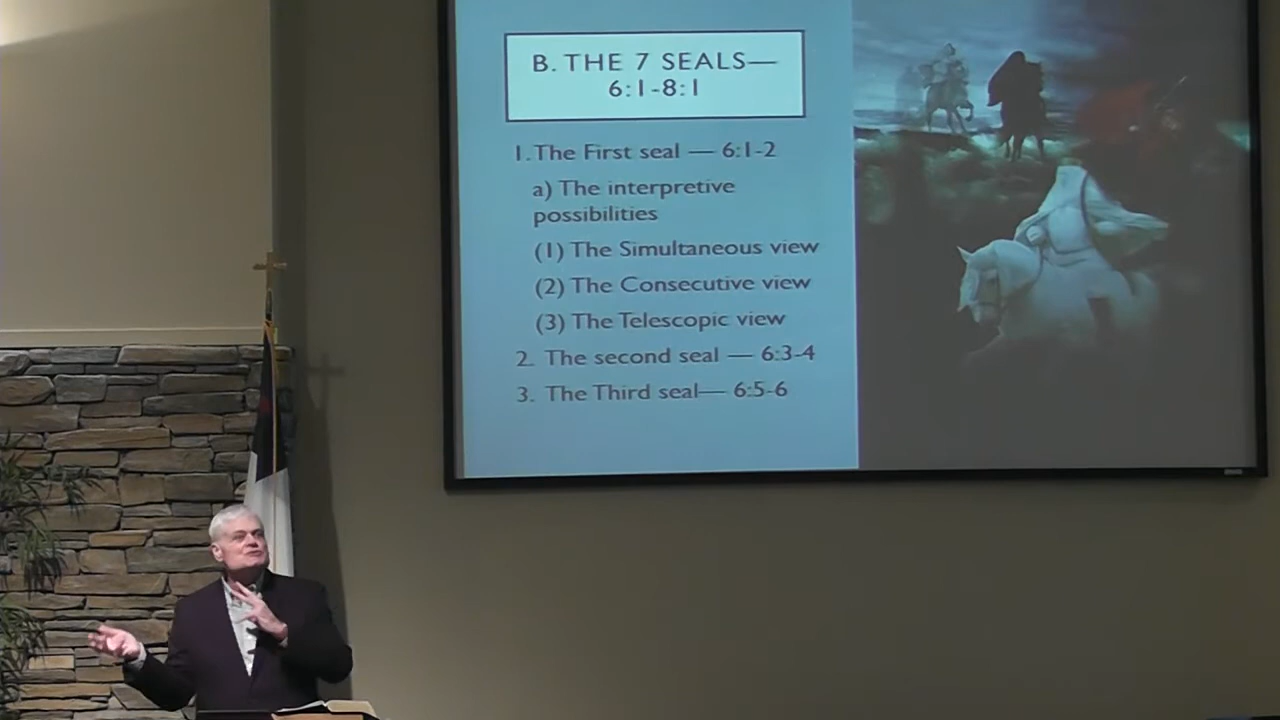 B. THE 7 SEALS—
6:1-8:1
1. The First seal — 6:1-2
a) The interpretive
possibilities
(1) The Simultaneous view
(2) The Consecutive view
(3) The Telescopic view
2. The second seal — 6:3-4
3. The Third seal— 6:5-6